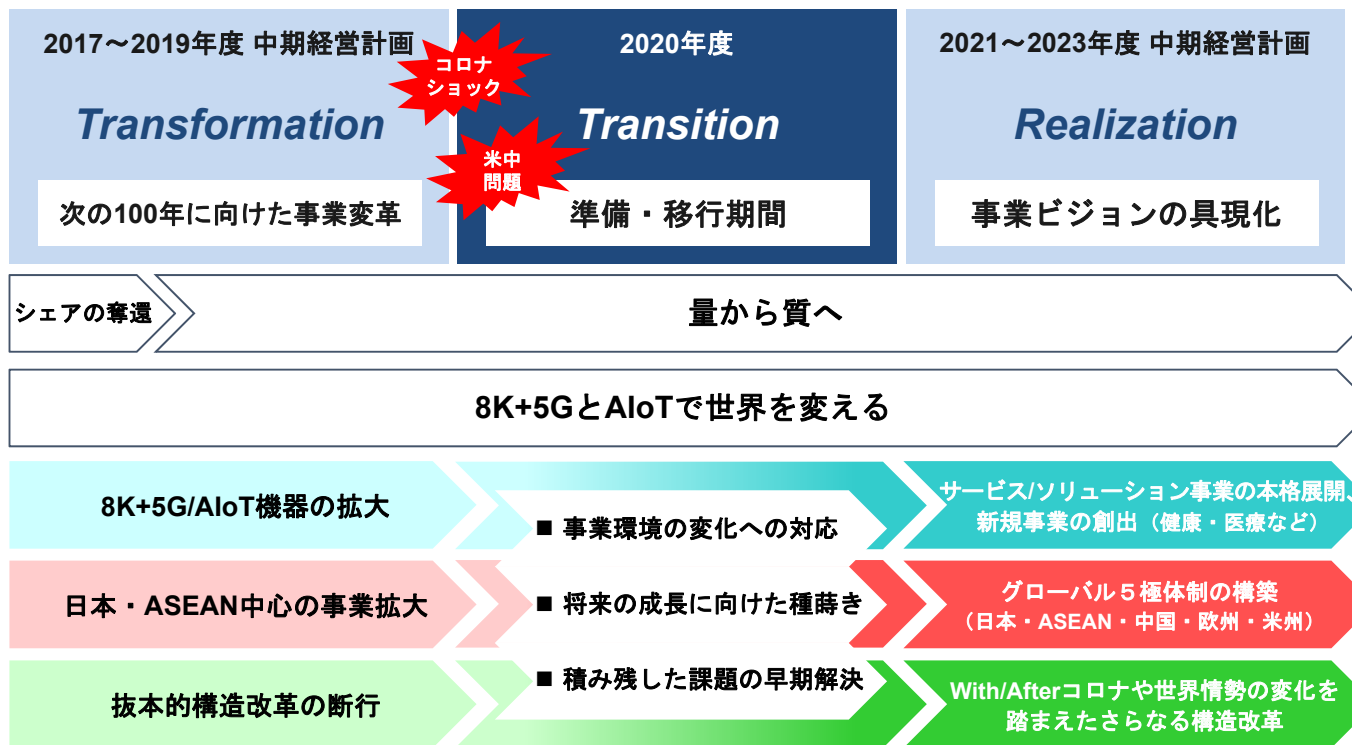 2017～2019年度 中期経営計画
Transformation
次の100年に向けた事業変革
コロナ
ショック
米中
問題
2020年度
Transition
準備・移行期間
2021～2023年度 中期経営計画
Realization
事業ビジョンの具現化
シェアの奪還
量から質へ
8K+5GとAIoTで世界を変える
8K+5G/AIoT機器の拡大
■ 事業環境の変化への対応
サービス/ソリューション事業の本格展開、
新規事業の創出（健康・医療など）
日本・ASEAN中心の事業拡大
■ 将来の成長に向けた種蒔き
グローバル５極体制の構築
（日本・ASEAN・中国・欧州・米州）
抜本的構造改革の断行
■ 積み残した課題の早期解決
With/Afterコロナや世界情勢の変化を
踏まえたさらなる構造改革